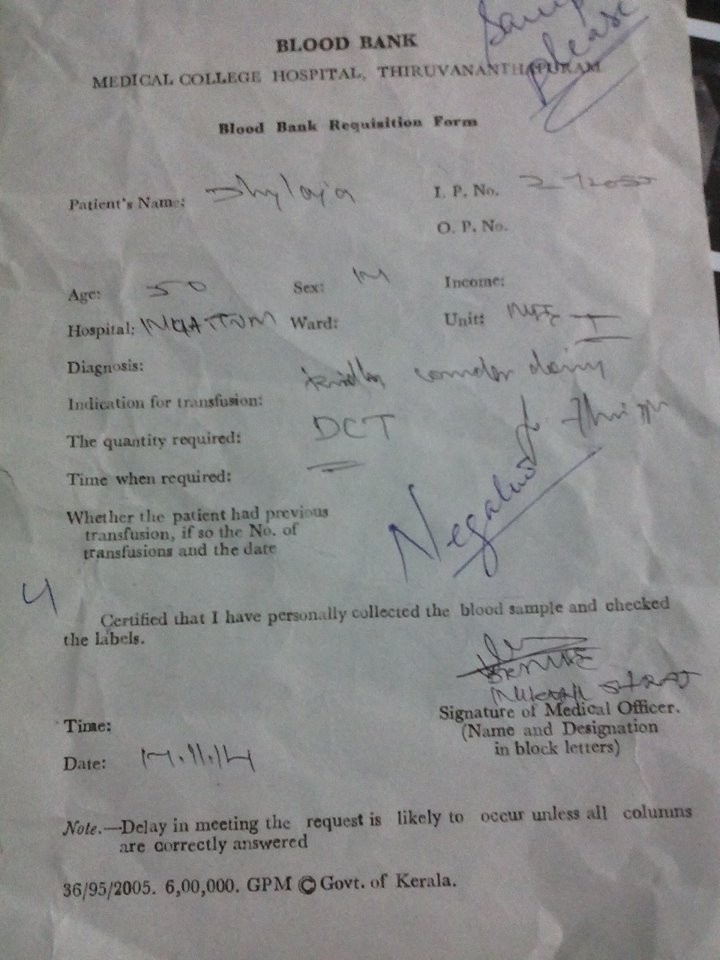 Sample Please
BLOOD BANK
MEDICAL COLLEGE HOSPITAL, THIRUVANANTHAPURAM
Blood Bank Requisition Form
Patient's Name: Shylaja I. P. No.
O. P. No.
Age: 50 Sex: Income:
Hospital: Ward: Unit: I
Diagnosis:
Indication for transfusion:
The quantity required: DCT
Time when required:
Whether the patient had previous
transfusion, if so the No. of
transfusions and the date
Negative
Certified that I have personally collected the blood sample and checked
the labels.
Signature of Medical Officer.
(Name and Designation
in block letters)
Time:
Date: .11.14
Note.—Delay in meeting the request is likely to occur unless all columns
are correctly answered
36/95/2005. 6,00,000. GPM © Govt. of Kerala.